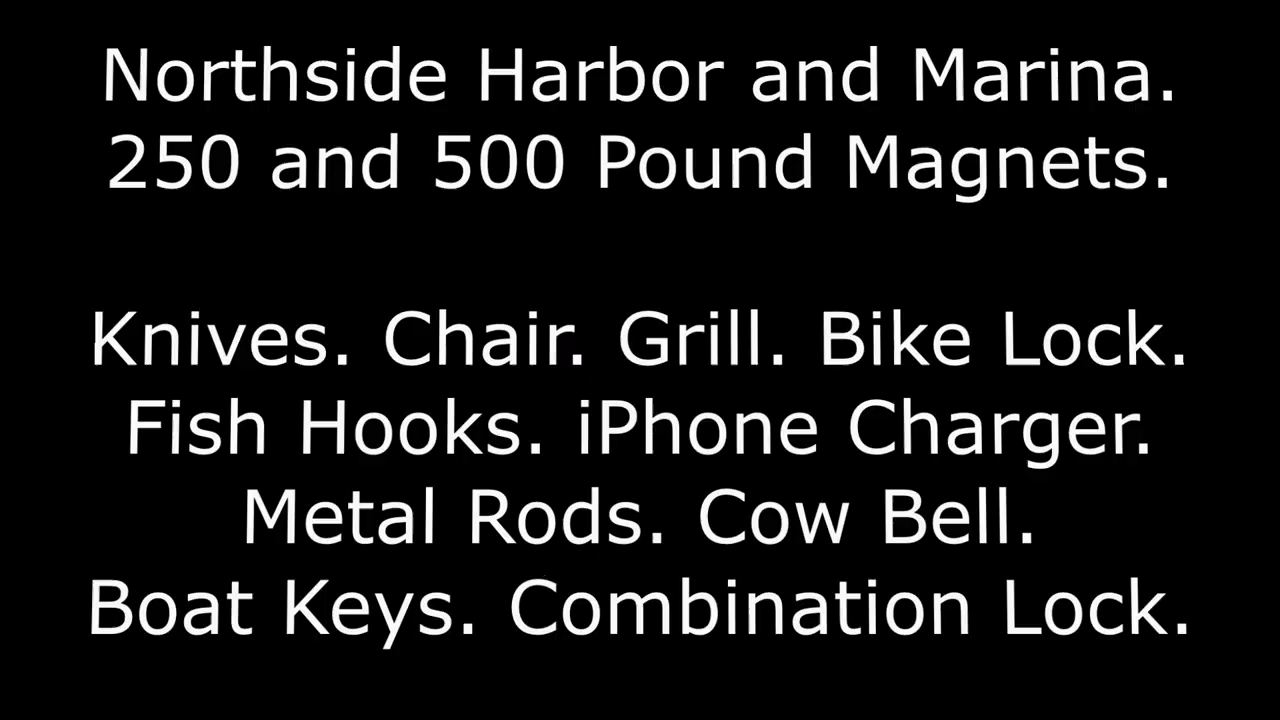 Northside Harbor and Marina.
250 and 500 Pound Magnets.
Knives. Chair. Grill. Bike Lock.
Fish Hooks. iPhone Charger.
Metal Rods. Cow Bell.
Boat Keys. Combination Lock.